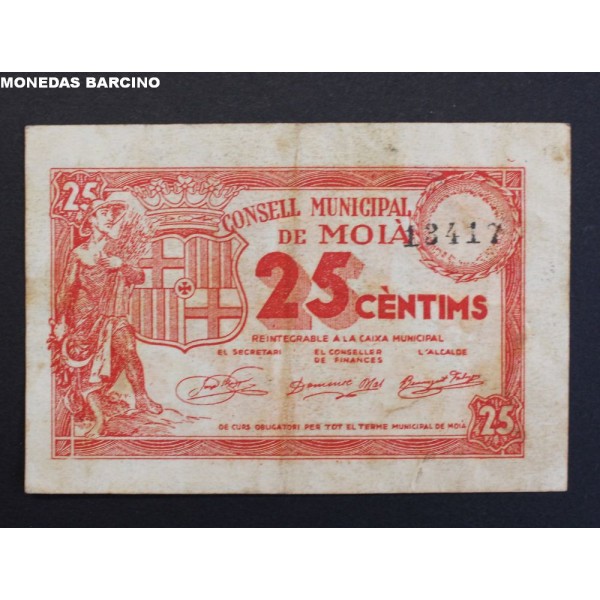 MONEDAS BARCINO
25
CONSELL MUNICIPAL
DE MOIÀ
13417
25 CÈNTIMS
REINTEGRABLE A LA CAIXA MUNICIPAL
EL SECRETARI EL CONSELLER DE FINANCES L'ALCALDE
DE CURS OBLIGATORI PER TOT EL TERME MUNICIPAL DE MOIÀ
25